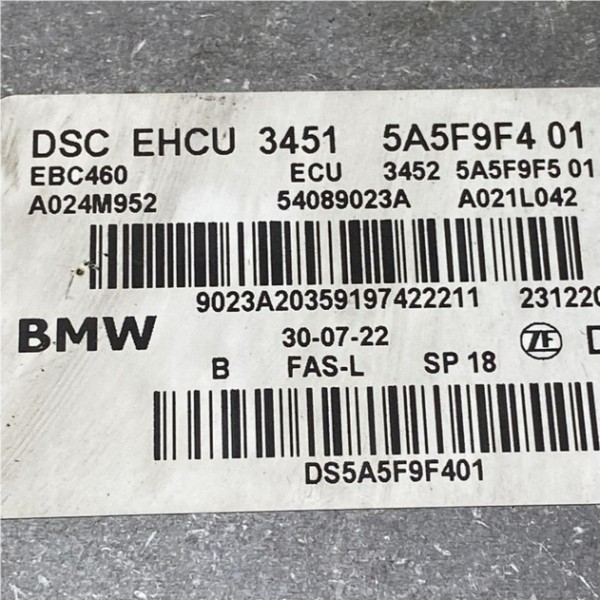 DSC EHCU 3451 5A5F9F4 01
EBC460 ECU 3452 5A5F9F5 01
A024M952 54089023A A021L042
9023A20359197422211 231220
BMW 30-07-22 ZF
B FAS-L SP 18
DS5A5F9F401